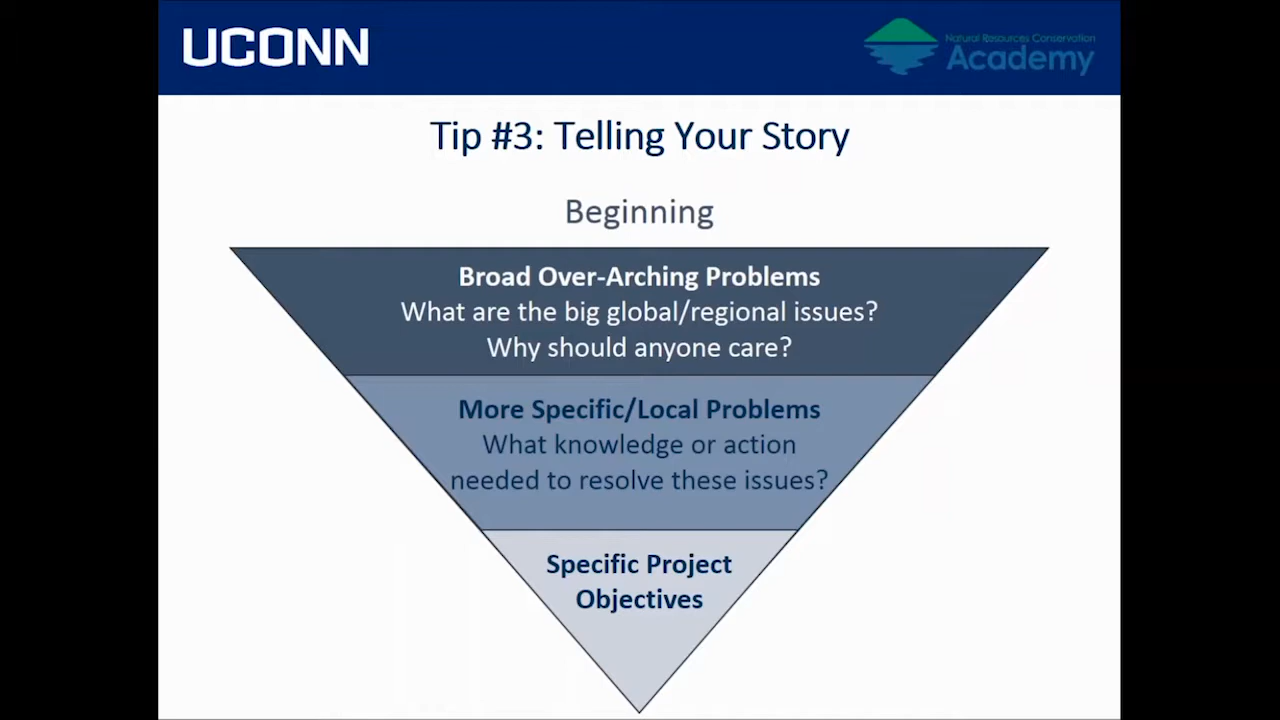 UCONN
Natural Resources Conservation
Academy
Tip #3: Telling Your Story
Beginning
Broad Over-Arching Problems
What are the big global/regional issues?
Why should anyone care?
More Specific/Local Problems
What knowledge or action
needed to resolve these issues?
Specific Project
Objectives